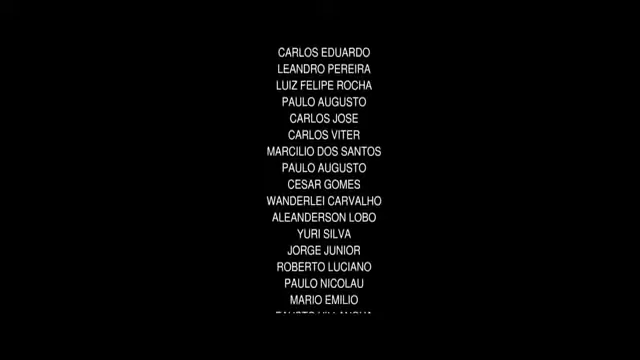 CARLOS EDUARDO
LEANDRO PEREIRA
LUIZ FELIPE ROCHA
PAULO AUGUSTO
CARLOS JOSE
CARLOS VITER
MARCILIO DOS SANTOS
PAULO AUGUSTO
CESAR GOMES
WANDERLEI CARVALHO
ALEANDERSON LOBO
YURI SILVA
JORGE JUNIOR
ROBERTO LUCIANO
PAULO NICOLAU
MARIO EMILIO
FAUSTO